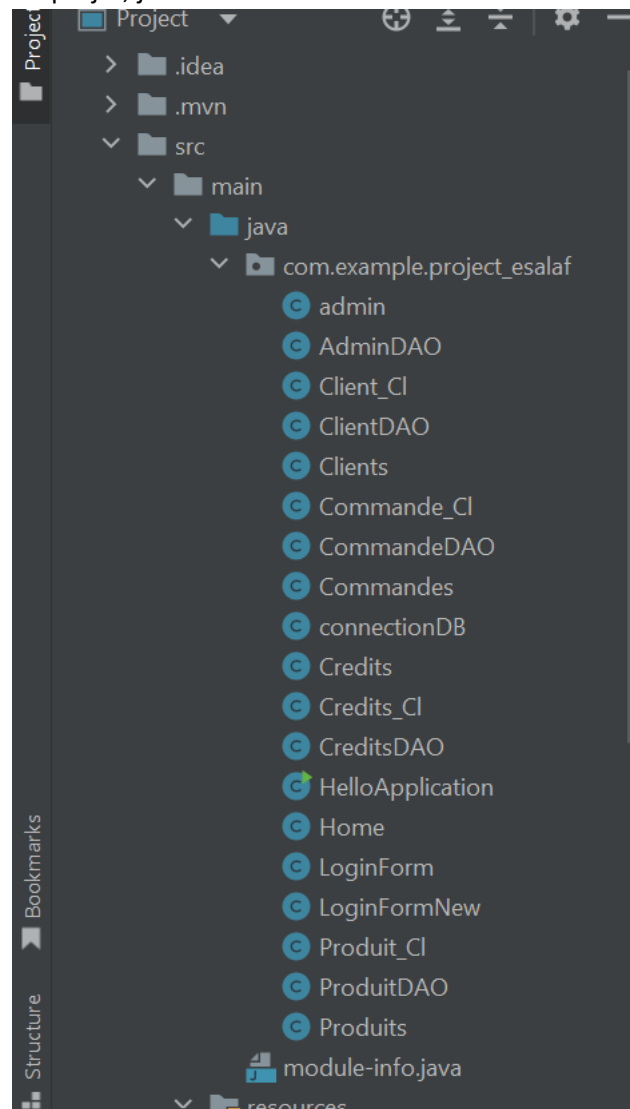 Project
Project
.idea
.mvn
src
main
java
com.example.project_esalaf
admin
AdminDAO
Client_Cl
ClientDAO
Clients
Commande_Cl
CommandeDAO
Commandes
connectionDB
Credits
Credits_Cl
CreditsDAO
HelloApplication
Home
LoginForm
LoginFormNew
Produit_Cl
ProduitDAO
Produits
module-info.java
resources
Bookmarks
Structure